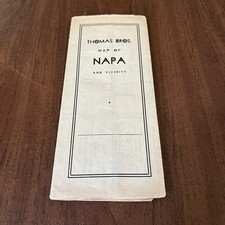 THOMAS BROS.
MAP OF
NAPA
AND VICINITY